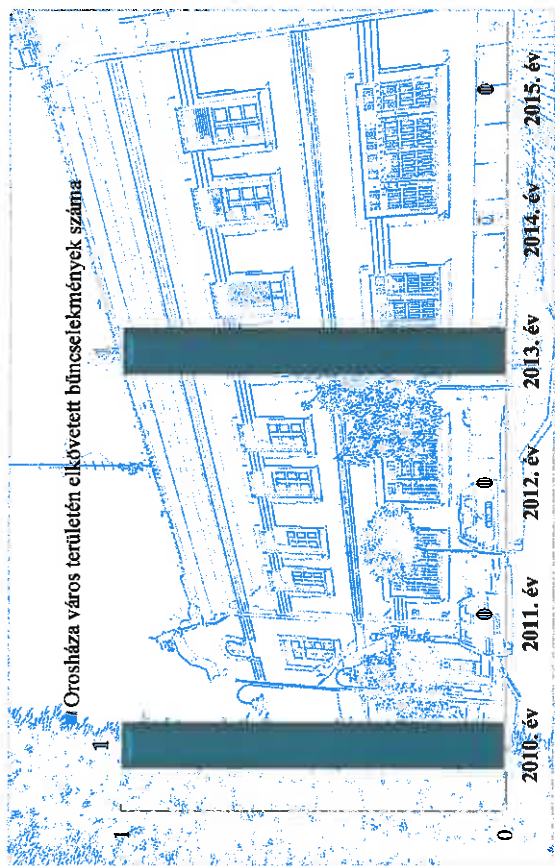 Orosháza város területén elkövetett bűncselekmények száma
1
1 0 0 1 0 0
0
2010. év 2011. év 2012. év 2013. év 2014. év 2015. év